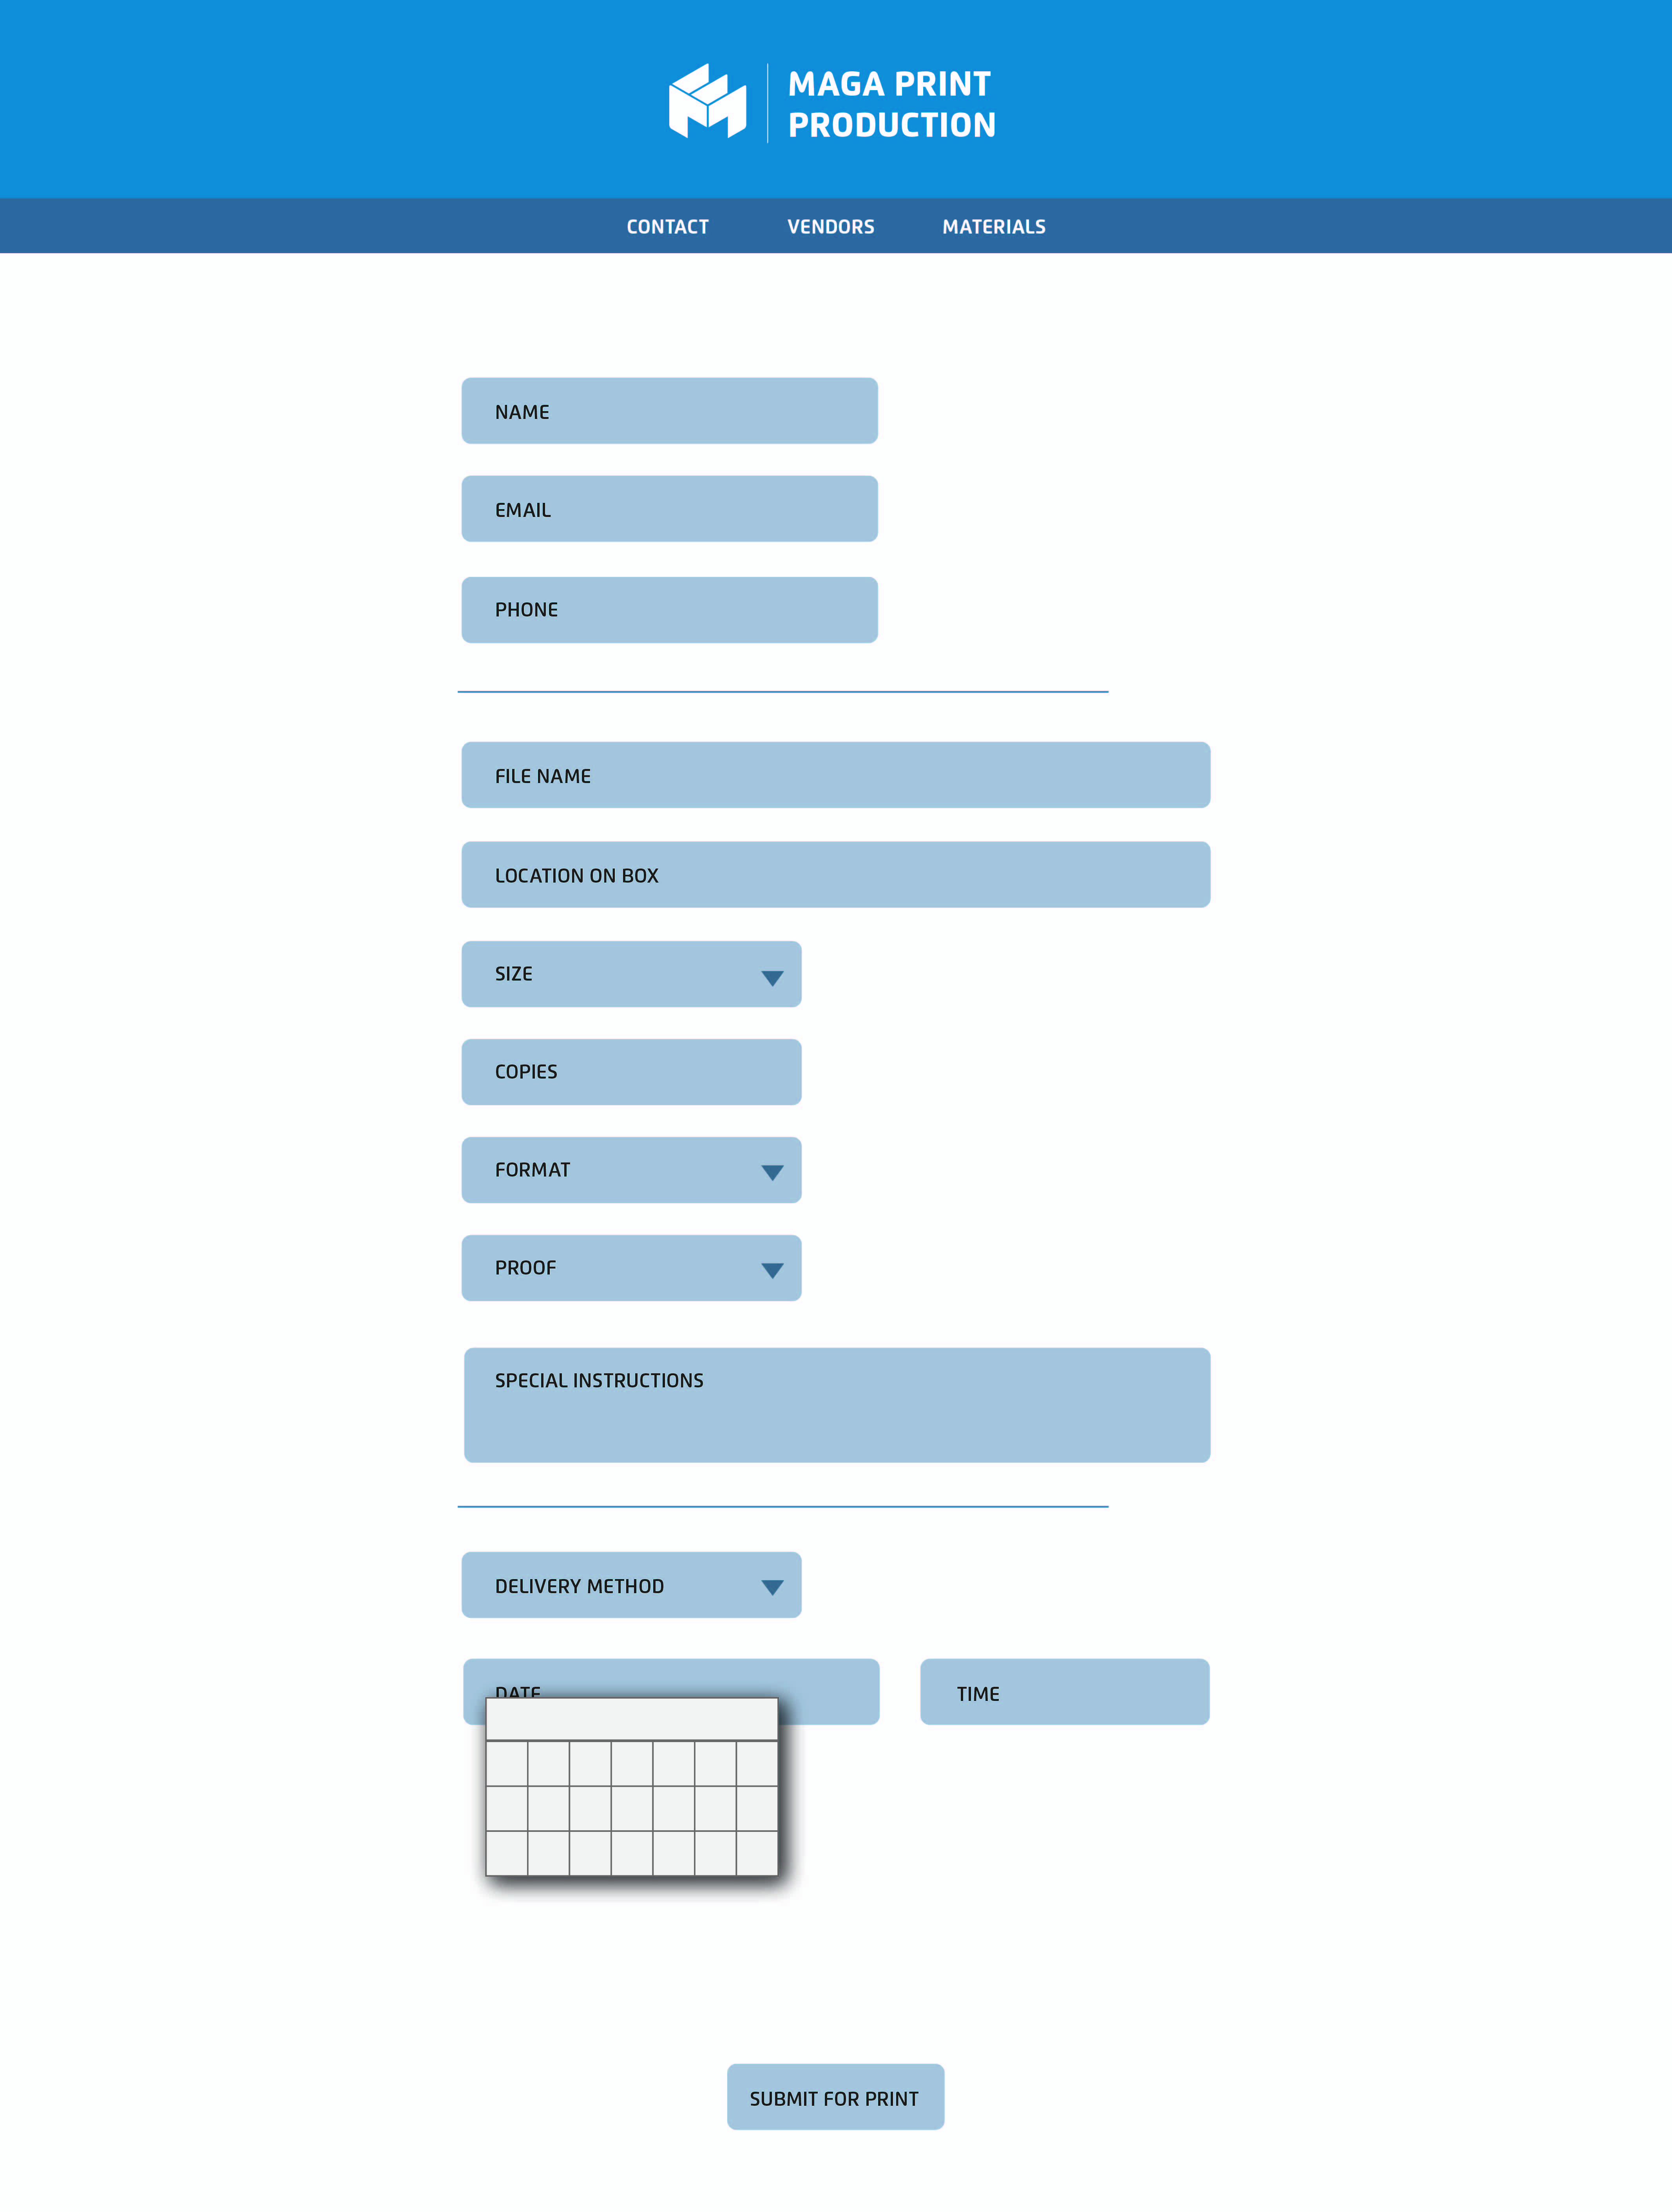 MAGA PRINT
PRODUCTION
CONTACT VENDORS MATERIALS
NAME
EMAIL
PHONE
FILE NAME
LOCATION ON BOX
SIZE
COPIES
FORMAT
PROOF
SPECIAL INSTRUCTIONS
DELIVERY METHOD
DATE TIME
SUBMIT FOR PRINT